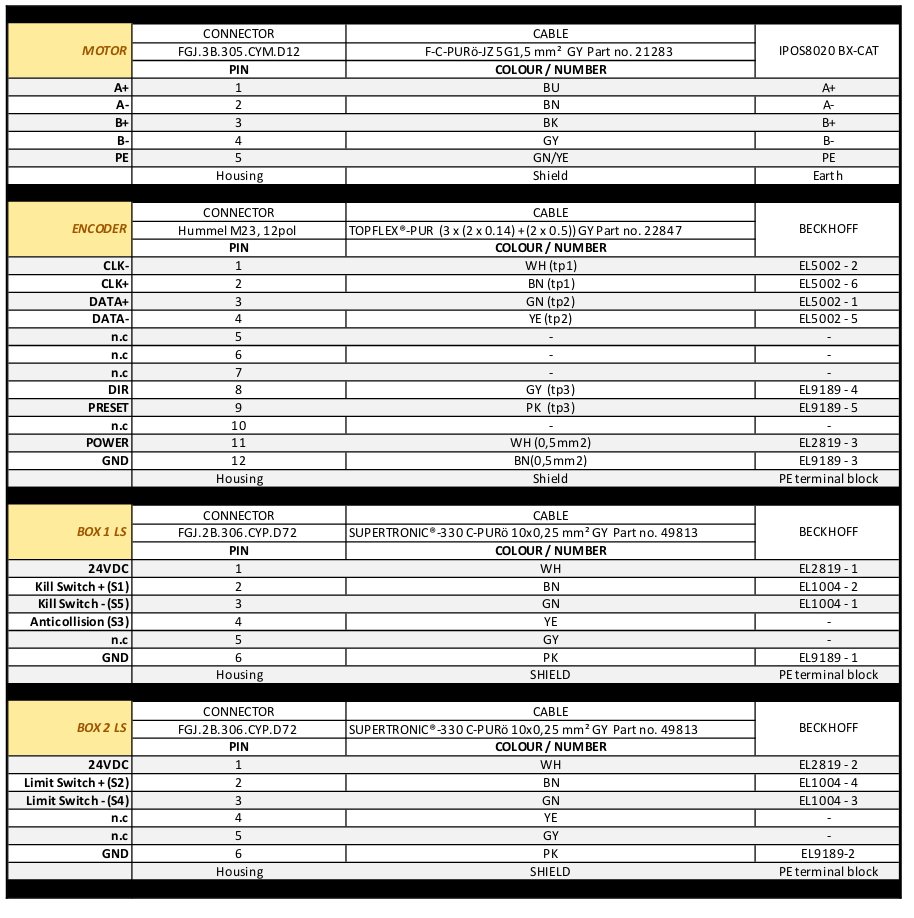 MOTOR CONNECTOR CABLE IPOS8020 BX-CAT
FGJ.3B.305.CYM.D12 F-C-PURö-JZ 5G1,5 mm² GY Part no. 21283
PIN COLOUR / NUMBER
A+ 1 BU A+
A- 2 BN A-
B+ 3 BK B+
B- 4 GY B-
PE 5 GN/YE PE
Housing Shield Earth
ENCODER CONNECTOR CABLE BECKHOFF
Hummel M23, 12pol TOPFLEX®-PUR (3 x (2 x 0.14) +(2 x 0.5)) GY Part no. 22847
PIN COLOUR / NUMBER
CLK- 1 WH (tp1) EL5002 - 2
CLK+ 2 BN (tp1) EL5002 - 6
DATA+ 3 GN (tp2) EL5002 - 1
DATA- 4 YE (tp2) EL5002 - 5
n.c 5 - -
n.c 6 - -
n.c 7 - -
DIR 8 GY (tp3) EL9189 - 4
PRESET 9 PK (tp3) EL9189 - 5
n.c 10 - -
POWER 11 WH (0,5mm2) EL2819 - 3
GND 12 BN(0,5mm2) EL9189 - 3
Housing Shield PE terminal block
BOX 1 LS CONNECTOR CABLE BECKHOFF
FGJ.2B.306.CYP.D72 SUPERTRONIC®-330 C-PURö 10x0,25 mm² GY Part no. 49813
PIN COLOUR / NUMBER
24VDC 1 WH EL2819 - 1
Kill Switch + (S1) 2 BN EL1004 - 2
Kill Switch - (S5) 3 GN EL1004 - 1
Anticollision (S3) 4 YE -
n.c 5 GY -
GND 6 PK EL9189 - 1
Housing SHIELD PE terminal block
BOX 2 LS CONNECTOR CABLE BECKHOFF
FGJ.2B.306.CYP.D72 SUPERTRONIC®-330 C-PURö 10x0,25 mm² GY Part no. 49813
PIN COLOUR / NUMBER
24VDC 1 WH EL2819 - 2
Limit Switch + (S2) 2 BN EL1004 - 4
Limit Switch - (S4) 3 GN EL1004 - 3
n.c 4 YE -
n.c 5 GY -
GND 6 PK EL9189-2
Housing SHIELD PE terminal block